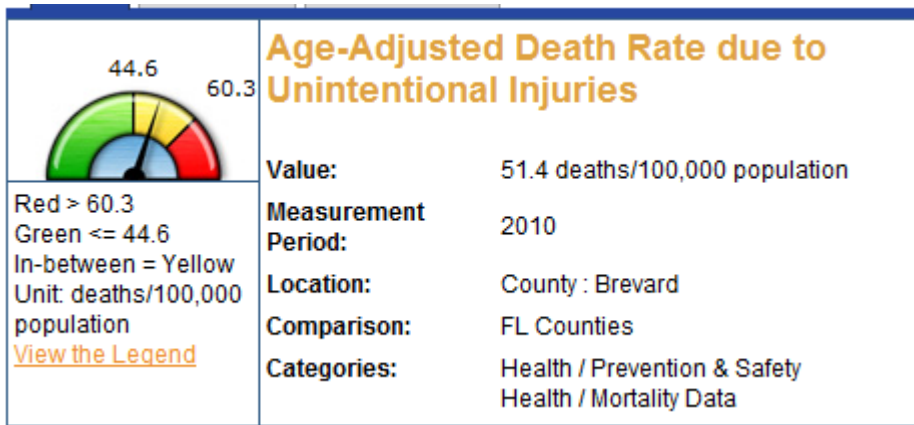 44.6
60.3
Red > 60.3
Green <= 44.6
In-between = Yellow
Unit: deaths/100,000
population
View the Legend
Age-Adjusted Death Rate due to
Unintentional Injuries
Value: 51.4 deaths/100,000 population
Measurement
Period: 2010
Location: County : Brevard
Comparison: FL Counties
Categories: Health / Prevention & Safety
Health / Mortality Data